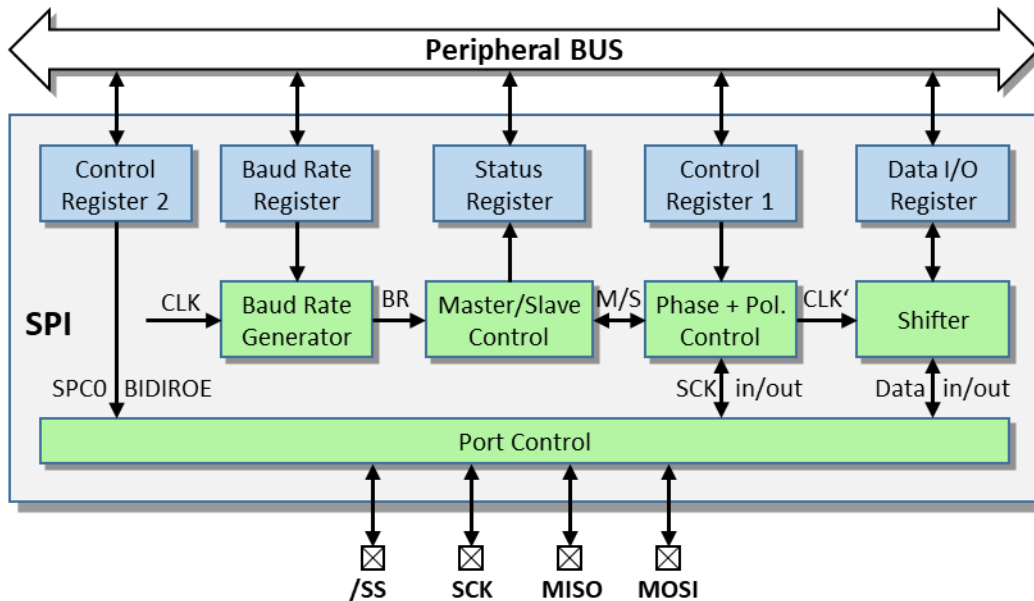 Peripheral BUS
Control
Register 2
Baud Rate
Register
Status
Register
Control
Register 1
Data I/O
Register
SPI
CLK
Baud Rate
Generator
BR
Master/Slave
Control
M/S
Phase + Pol.
Control
CLK‘
Shifter
SPC0 BIDIROE
SCK in/out
Data in/out
Port Control
/SS SCK MISO MOSI